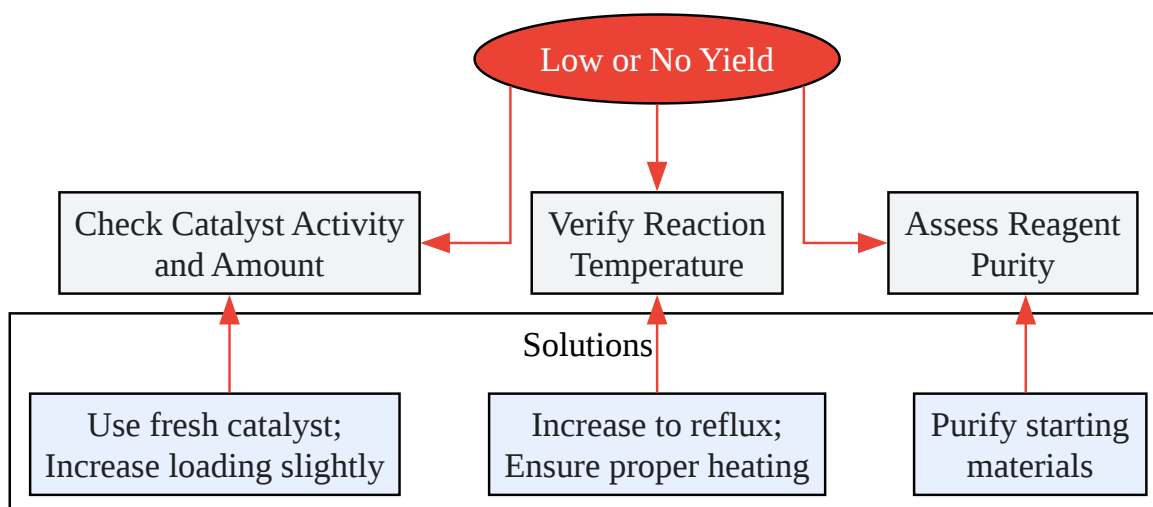 Low or No Yield
Check Catalyst Activity
and Amount
Verify Reaction
Temperature
Assess Reagent
Purity
Solutions
Use fresh catalyst;
Increase loading slightly
Increase to reflux;
Ensure proper heating
Purify starting
materials